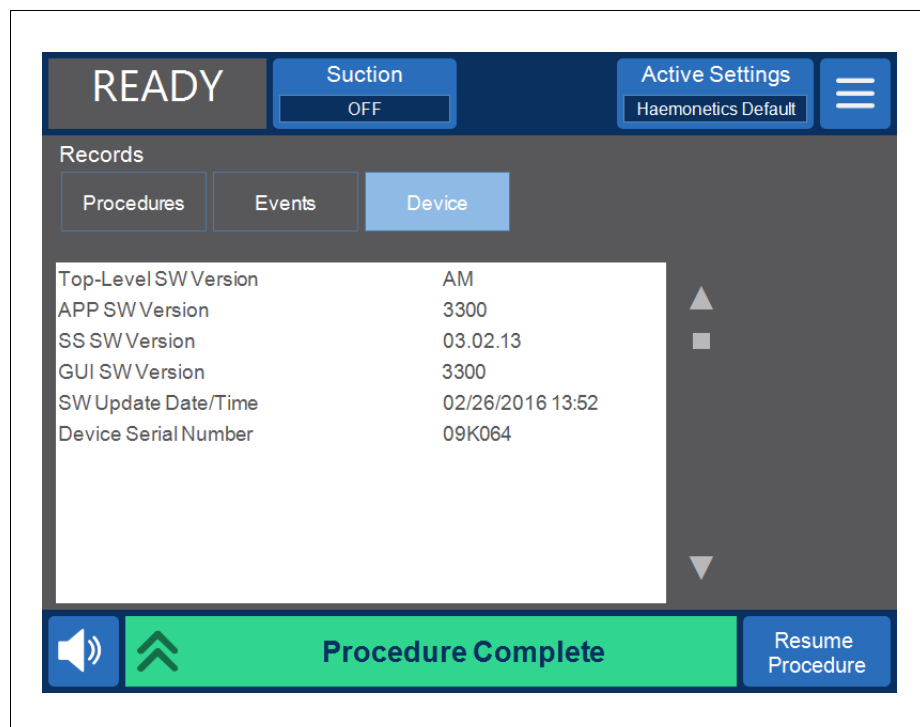 READY
Suction
OFF
Active Settings
Haemonetics Default
Records
Procedures
Events
Device
Top-Level SW Version AM
APP SW Version 3300
SS SW Version 03.02.13
GUI SW Version 3300
SW Update Date/Time 02/26/2016 13:52
Device Serial Number 09K064
Procedure Complete
Resume
Procedure